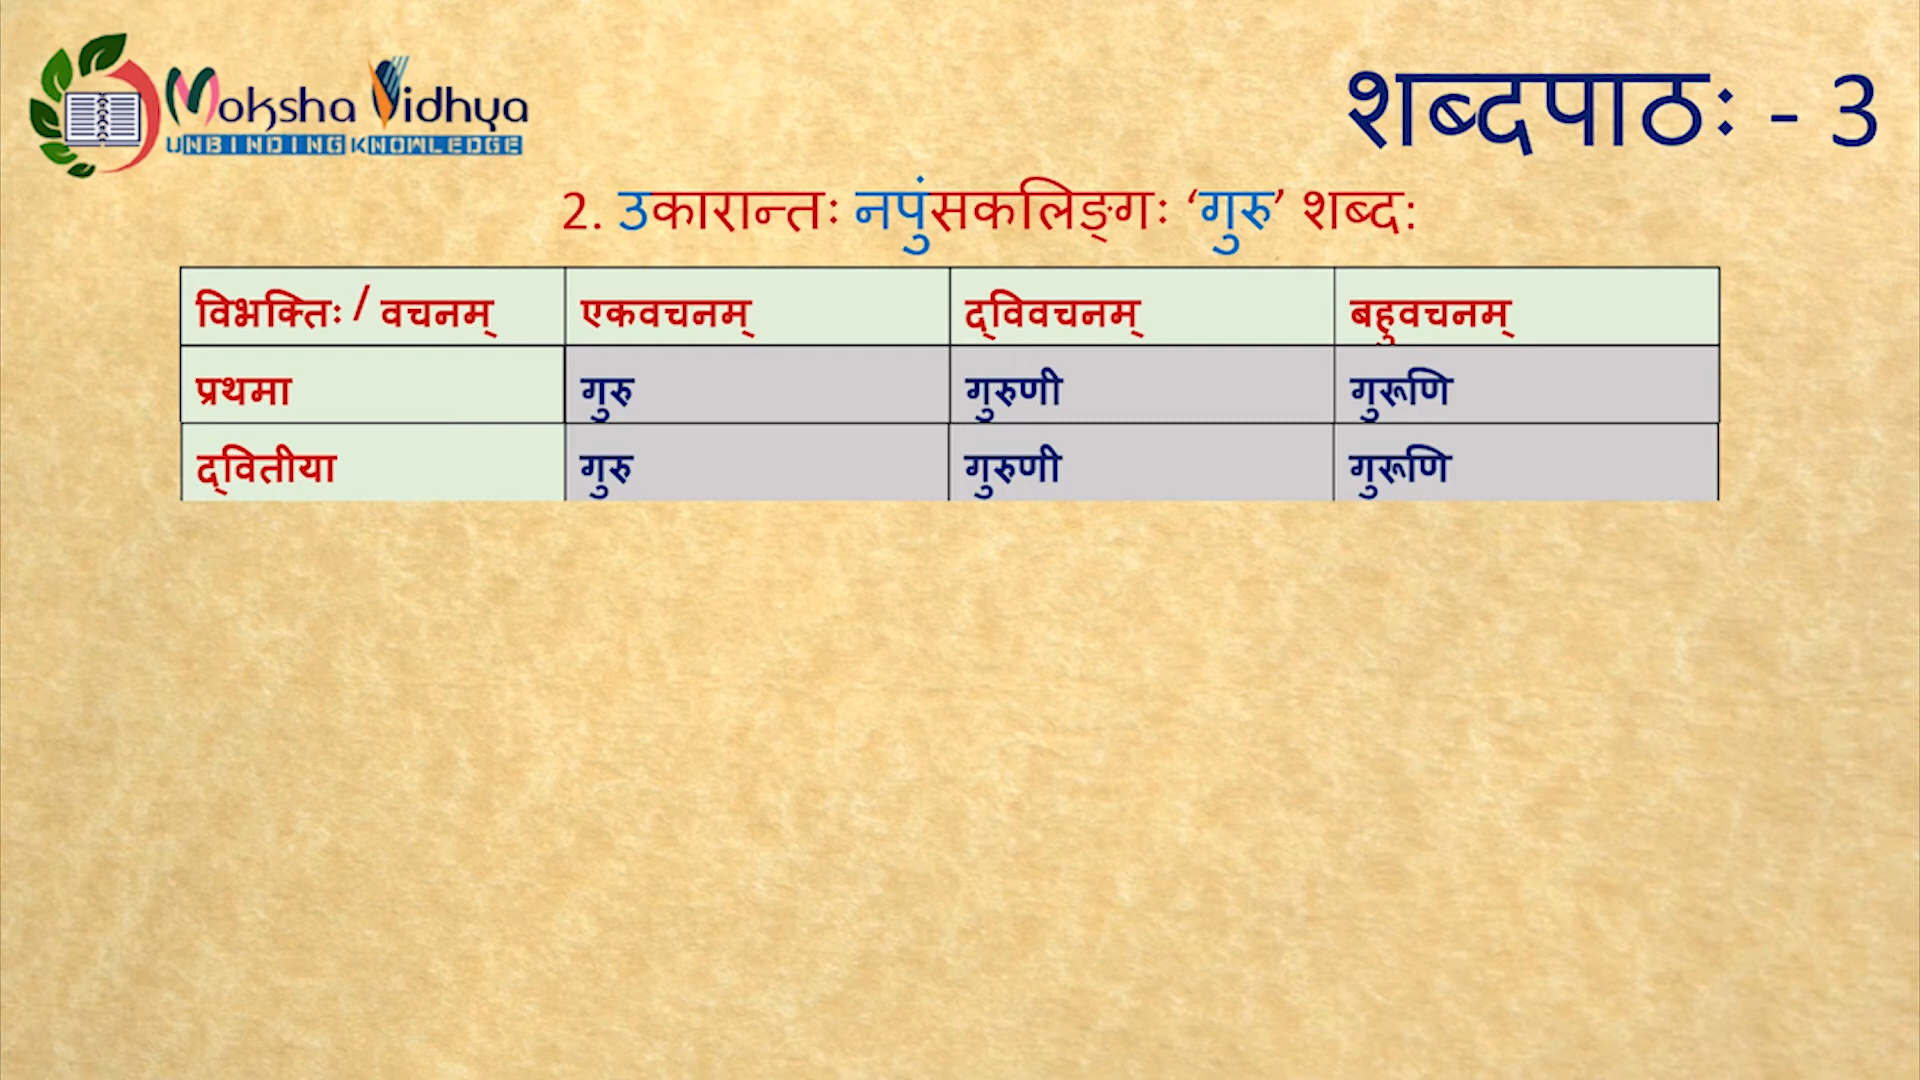 Moksha Vidhya
UNBINDING KNOWLEDGE
शब्दपाठः - 3
2. उकारान्तः नपुंसकलिङ्गः ‘गुरु’ शब्द:
विभक्तिः / वचनम् एकवचनम् द्विवचनम् बहुवचनम्
प्रथमा गुरु गुरुणी गुरूणि
द्वितीया गुरु गुरुणी गुरूणि